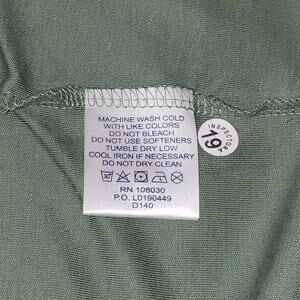 MACHINE WASH COLD
WITH LIKE COLORS
DO NOT BLEACH
DO NOT USE SOFTENERS
TUMBLE DRY LOW
COOL IRON IF NECESSARY
DO NOT DRY CLEAN
30
RN 108030
P.O. L0190449
D140
INSPECTOR
19